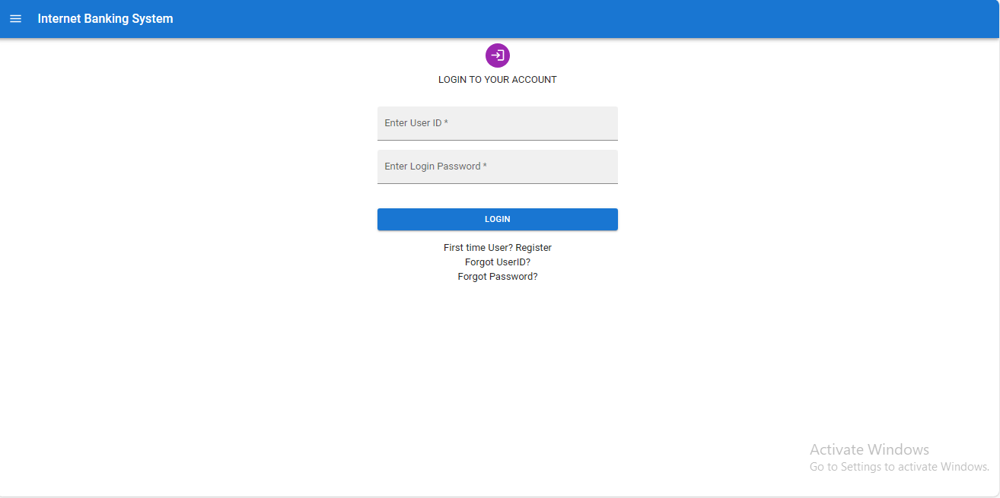 Internet Banking System
LOGIN TO YOUR ACCOUNT
Enter User ID *
Enter Login Password *
LOGIN
First time User? Register
Forgot UserID?
Forgot Password?
Activate Windows
Go to Settings to activate Windows.